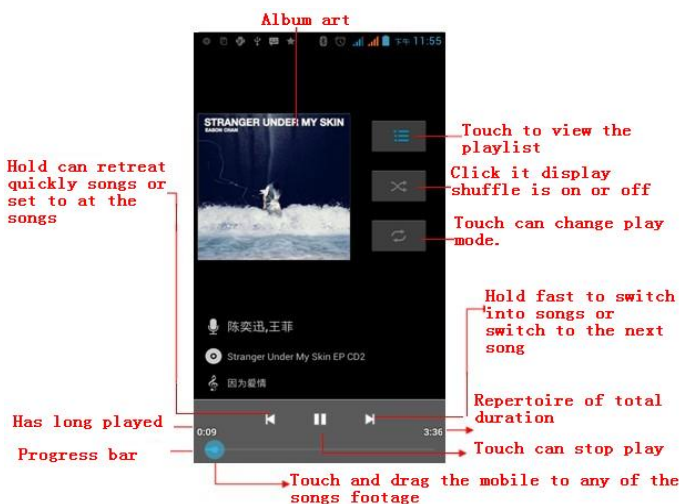 Album art
下午 11:55
STRANGER UNDER MY SKIN
EASON CHAN
Touch to view the
playlist
Hold can retreat
quickly songs or
set to at the
songs
Click it display
shuffle is on or off
Touch can change play
mode.
Hold fast to switch
into songs or
switch to the next
song
陈奕迅,王菲
Stranger Under My Skin EP CD2
因为爱情
Repertoire of total
duration
Has long played
0:09
3:36
Touch can stop play
Progress bar
Touch and drag the mobile to any of the
songs footage